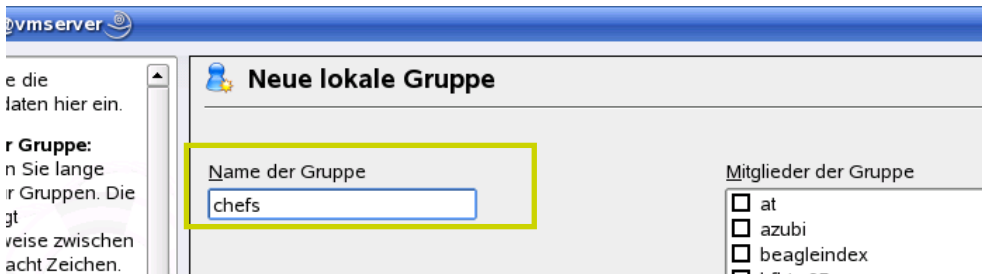 @vmserver
e die
daten hier ein.
r Gruppe:
n Sie lange
r Gruppen. Die
gt
weise zwischen
acht Zeichen.
Neue lokale Gruppe
Name der Gruppe
chefs
Mitglieder der Gruppe
at
azubi
beagleindex